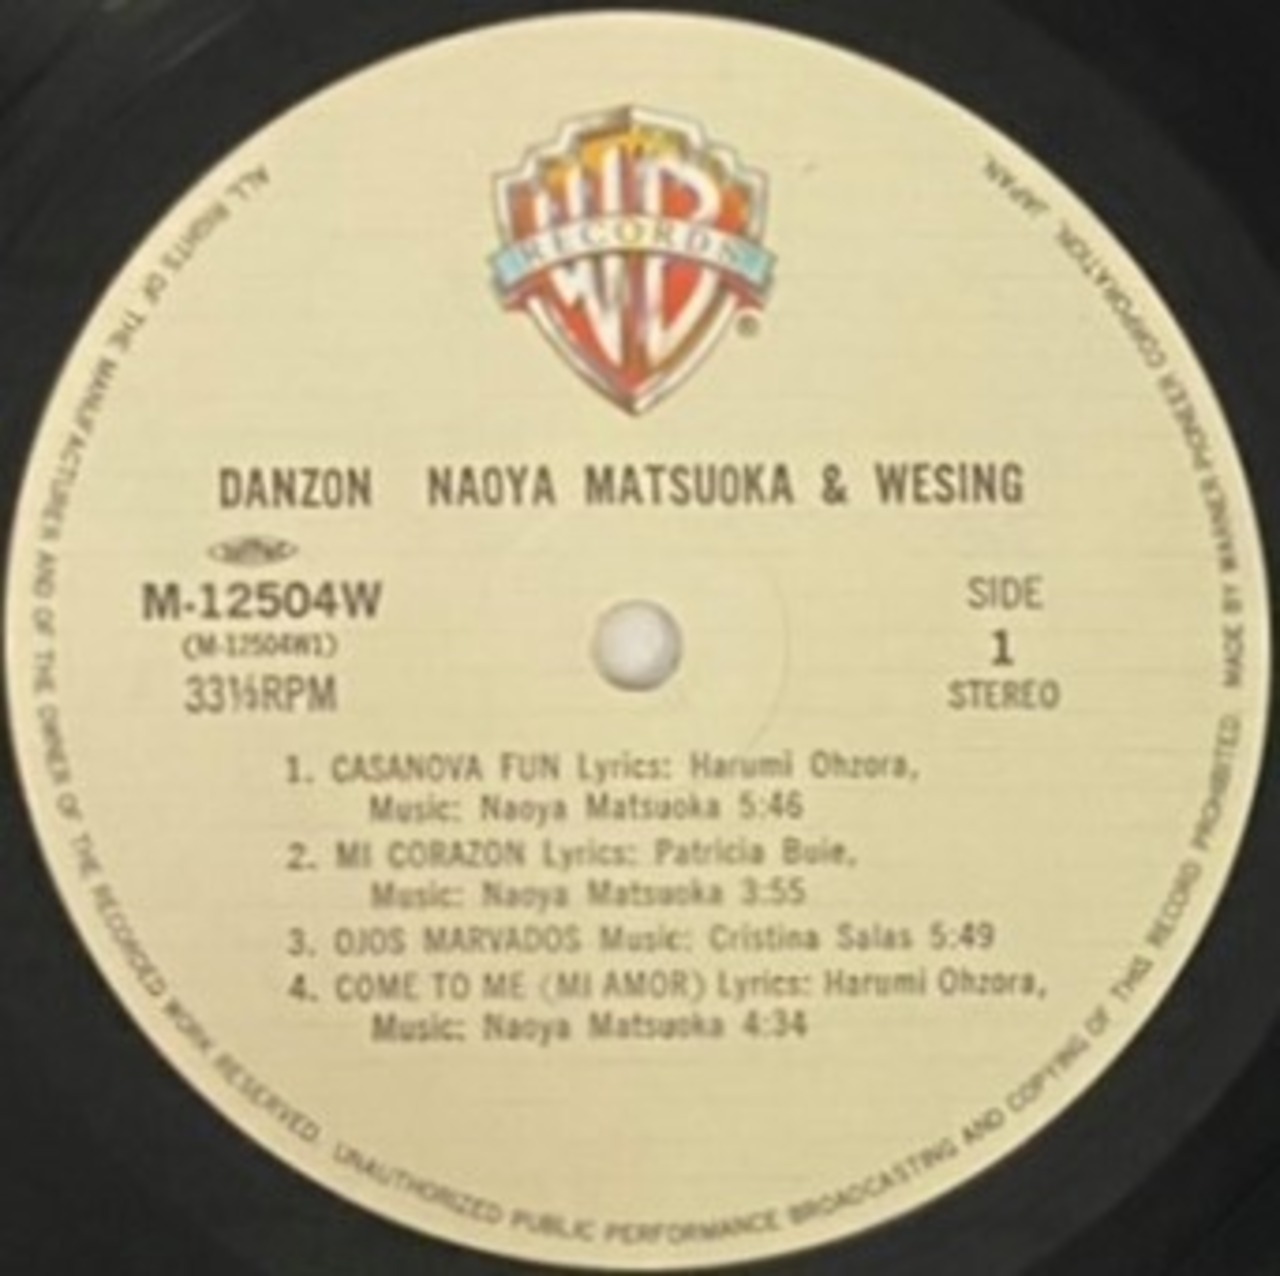 WB
RECORDS
®
DANZON NAOYA MATSUOKA & WESING
M-12504W
(M-12504W1)
33⅓RPM
SIDE
1
STEREO
1. CASANOVA FUN Lyrics: Harumi Ohzora,
Music: Naoya Matsuoka 5:46
2. MI CORAZON Lyrics: Patricia Buie,
Music: Naoya Matsuoka 3:55
3. OJOS MARVADOS Music: Cristina Salas 5:49
4. COME TO ME (MI AMOR) Lyrics: Harumi Ohzora,
Music: Naoya Matsuoka 4:34
ALL RIGHTS OF THE MANUFACTURER AND OF THE OWNER OF THE RECORDED WORK RESERVED. UNAUTHORIZED PUBLIC PERFORMANCE BROADCASTING AND COPYING OF THIS RECORD PROHIBITED. MADE BY WARNER-PIONEER CORPORATION, JAPAN.